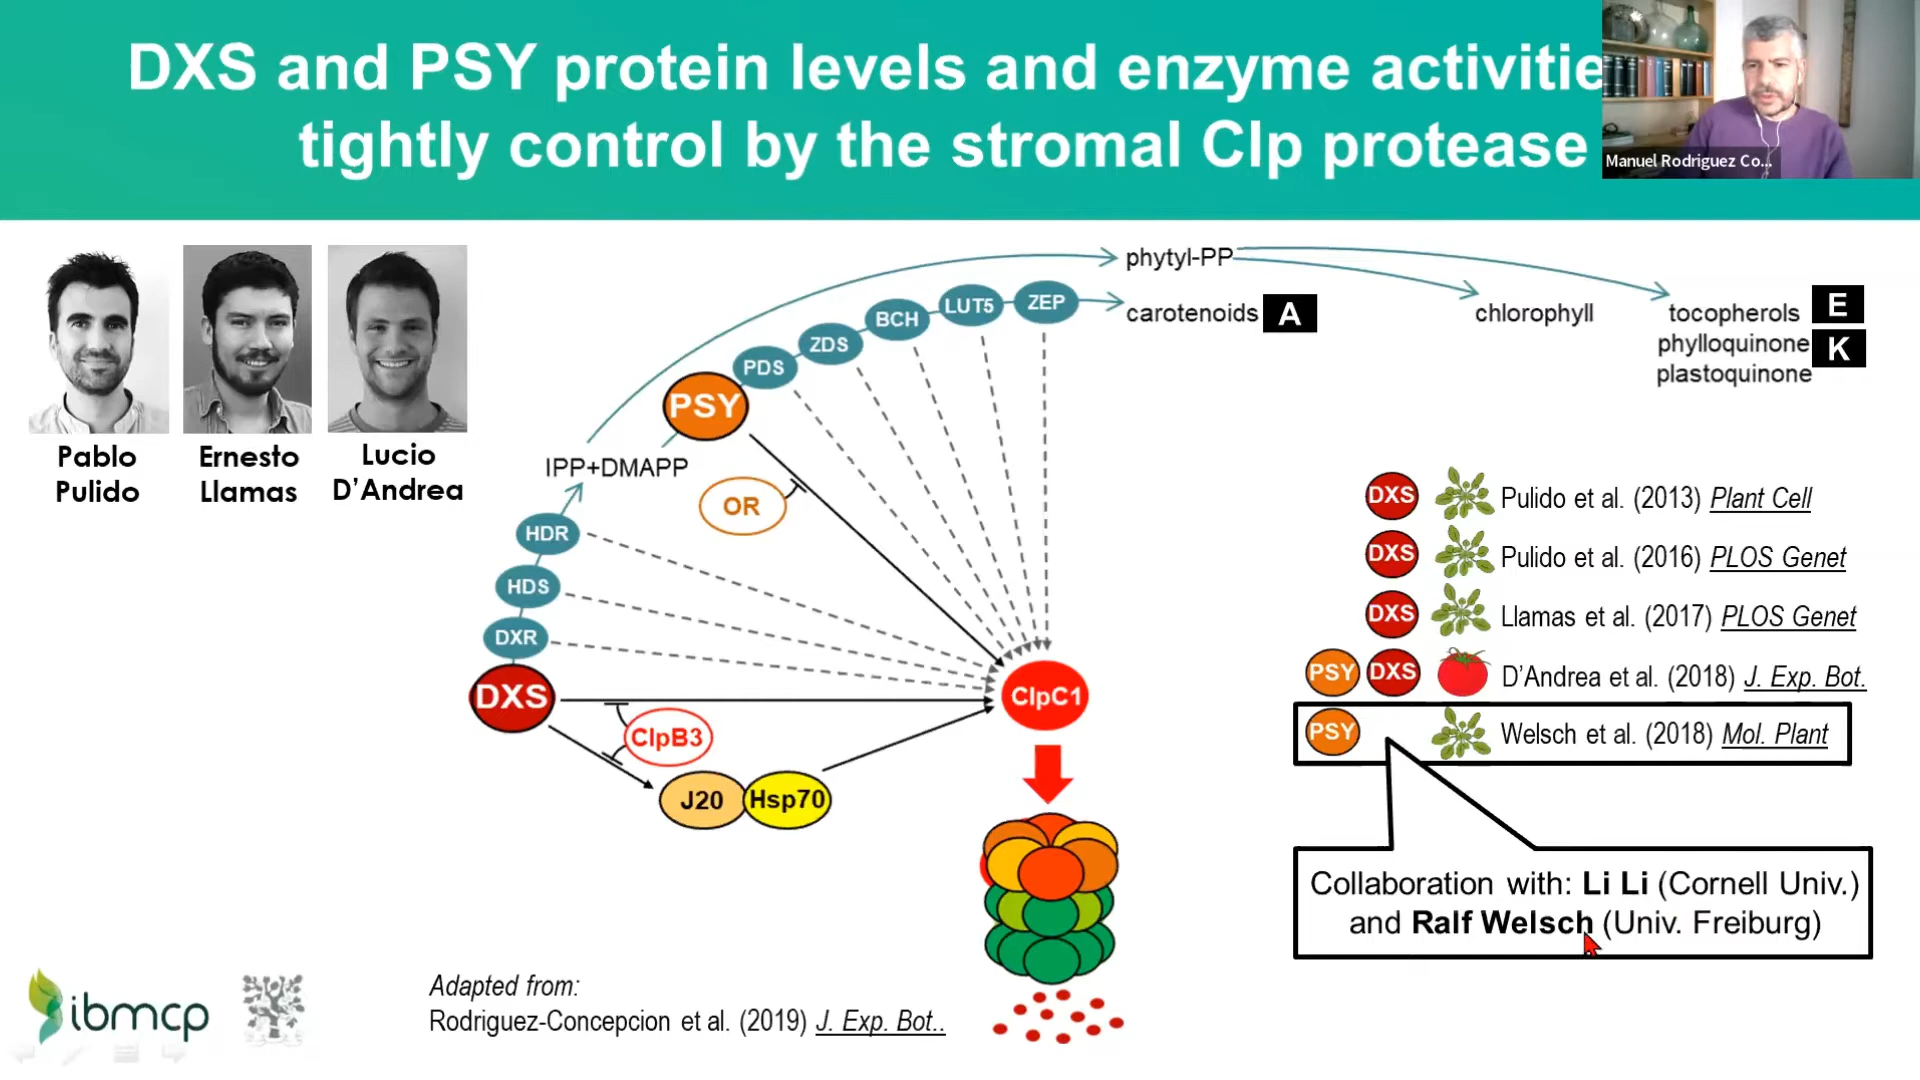 DXS and PSY protein levels and enzyme activitie
tightly control by the stromal Clp protease
Manuel Rodriguez Co...
Pablo
Pulido
Ernesto
Llamas
Lucio
D’Andrea
phytyl-PP
carotenoids A
chlorophyll
tocopherols E
phylloquinone K
plastoquinone
ZEP
LUT5
BCH
ZDS
PDS
PSY
IPP+DMAPP
OR
HDR
HDS
DXR
DXS
ClpB3
J20
Hsp70
ClpC1
DXS Pulido et al. (2013) Plant Cell
DXS Pulido et al. (2016) PLOS Genet
DXS Llamas et al. (2017) PLOS Genet
PSY DXS D’Andrea et al. (2018) J. Exp. Bot.
PSY Welsch et al. (2018) Mol. Plant
Collaboration with: Li Li (Cornell Univ.)
and Ralf Welsch (Univ. Freiburg)
Adapted from:
Rodriguez-Concepcion et al. (2019) J. Exp. Bot..
ibmcp